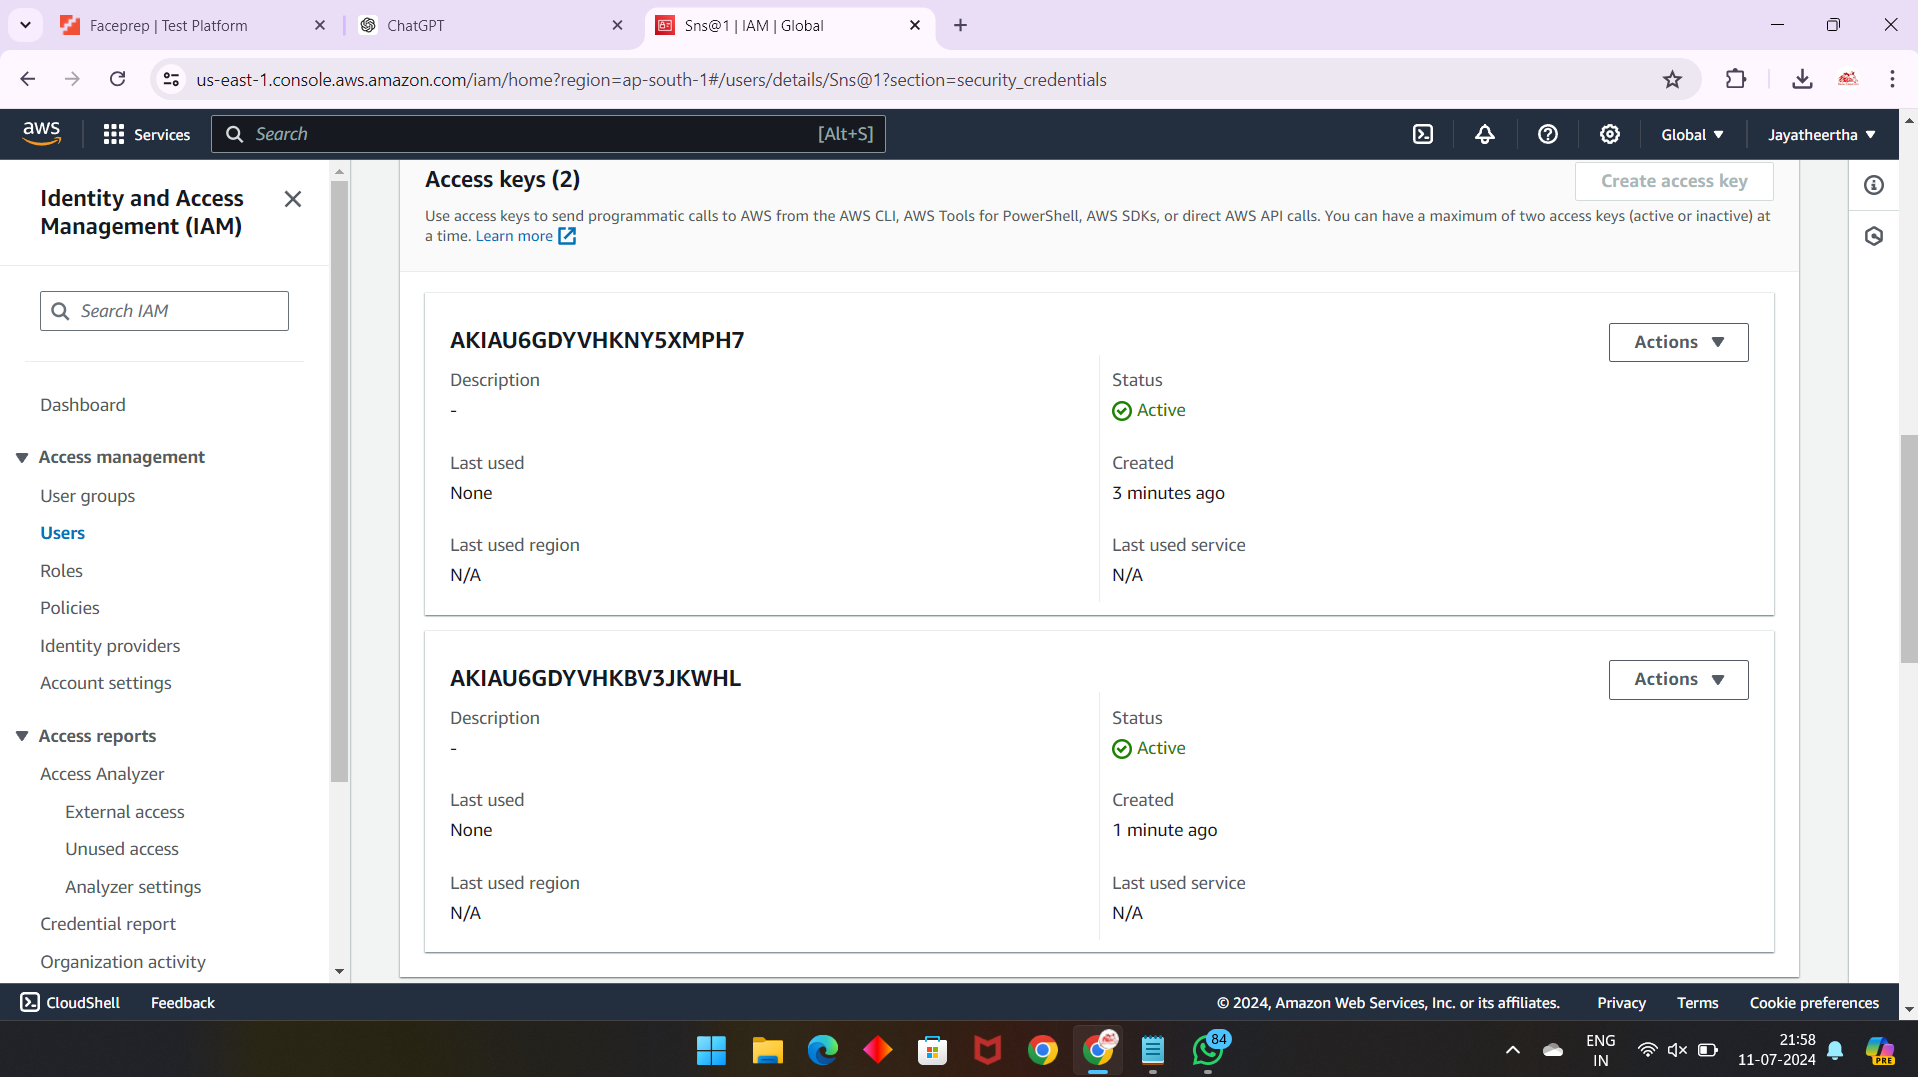 Faceprep | Test Platform
ChatGPT
Sns@1 | IAM | Global
us-east-1.console.aws.amazon.com/iam/home?region=ap-south-1#/users/details/Sns@1?section=security_credentials
aws
Services
Search
[Alt+S]
Global
Jayatheertha
Identity and Access
Management (IAM)
Search IAM
Dashboard
Access management
User groups
Users
Roles
Policies
Identity providers
Account settings
Access reports
Access Analyzer
External access
Unused access
Analyzer settings
Credential report
Organization activity
Access keys (2)
Create access key
Use access keys to send programmatic calls to AWS from the AWS CLI, AWS Tools for PowerShell, AWS SDKs, or direct AWS API calls. You can have a maximum of two access keys (active or inactive) at
a time. Learn more
AKIAU6GDYVHKNY5XMPH7
Actions
Description
-
Status
Active
Last used
None
Created
3 minutes ago
Last used region
N/A
Last used service
N/A
AKIAU6GDYVHKBV3JKWHL
Actions
Description
-
Status
Active
Last used
None
Created
1 minute ago
Last used region
N/A
Last used service
N/A
CloudShell
Feedback
© 2024, Amazon Web Services, Inc. or its affiliates.
Privacy
Terms
Cookie preferences
84
ENG
IN
21:58
11-07-2024
PRE